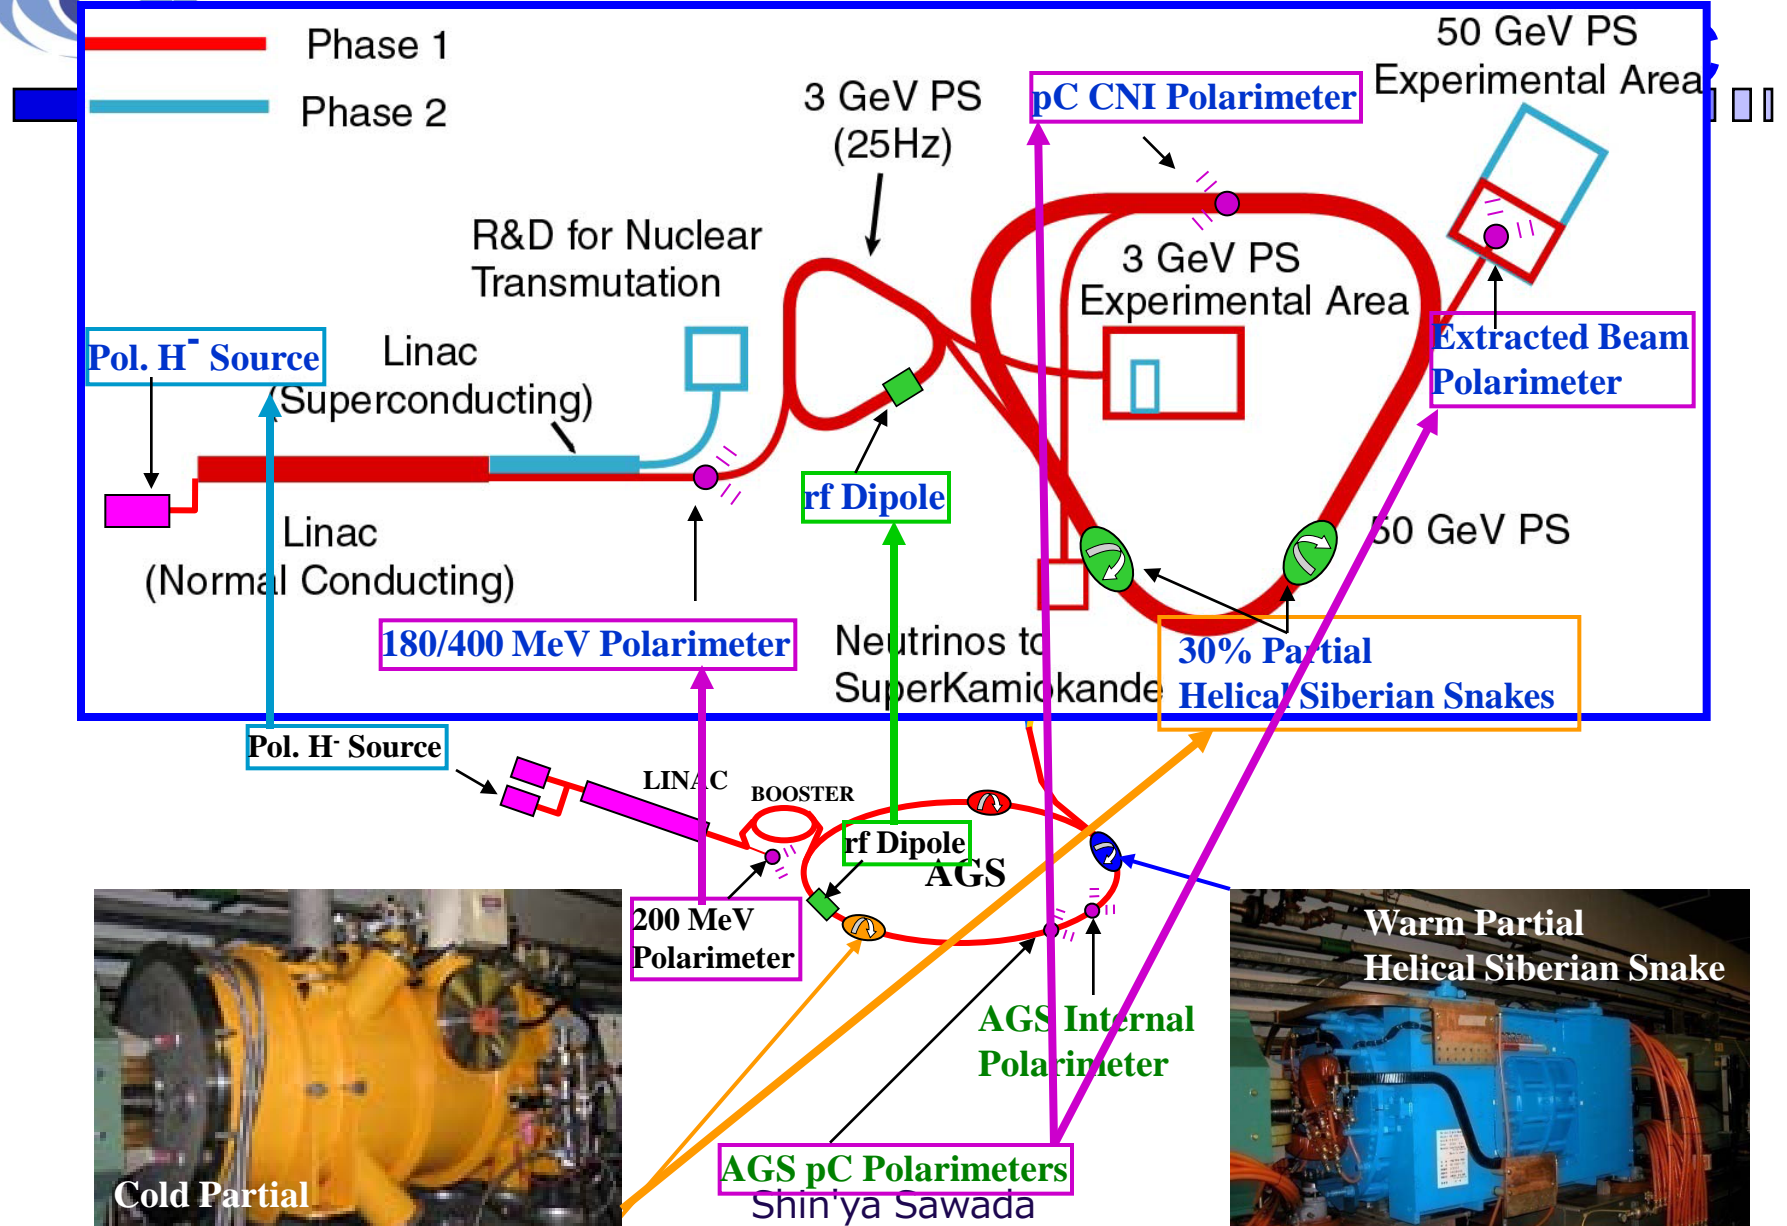 Phase 1
Phase 2
50 GeV PS
Experimental Area
3 GeV PS
(25Hz)
pC CNI Polarimeter
R&D for Nuclear
Transmutation
3 GeV PS
Experimental Area
Pol. H⁻ Source
Linac
(Superconducting)
Extracted Beam
Polarimeter
rf Dipole
Linac
(Normal Conducting)
50 GeV PS
180/400 MeV Polarimeter
Neutrinos to
SuperKamiokande
30% Partial
Helical Siberian Snakes
Pol. H⁻ Source
LINAC
BOOSTER
rf Dipole
AGS
200 MeV
Polarimeter
Warm Partial
Helical Siberian Snake
AGS Internal
Polarimeter
AGS pC Polarimeters
Cold Partial
Shin'ya Sawada